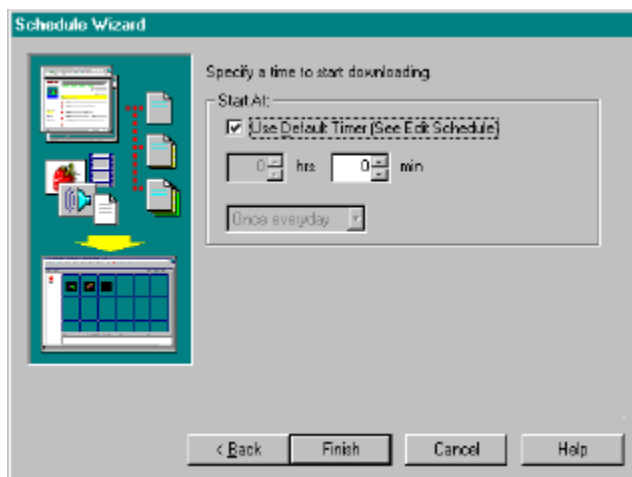 Schedule Wizard
Specify a time to start downloading.
Start At:
Use Default Timer (See Edit Schedule)
0 hrs 0 min
Once everyday
< Back Finish Cancel Help